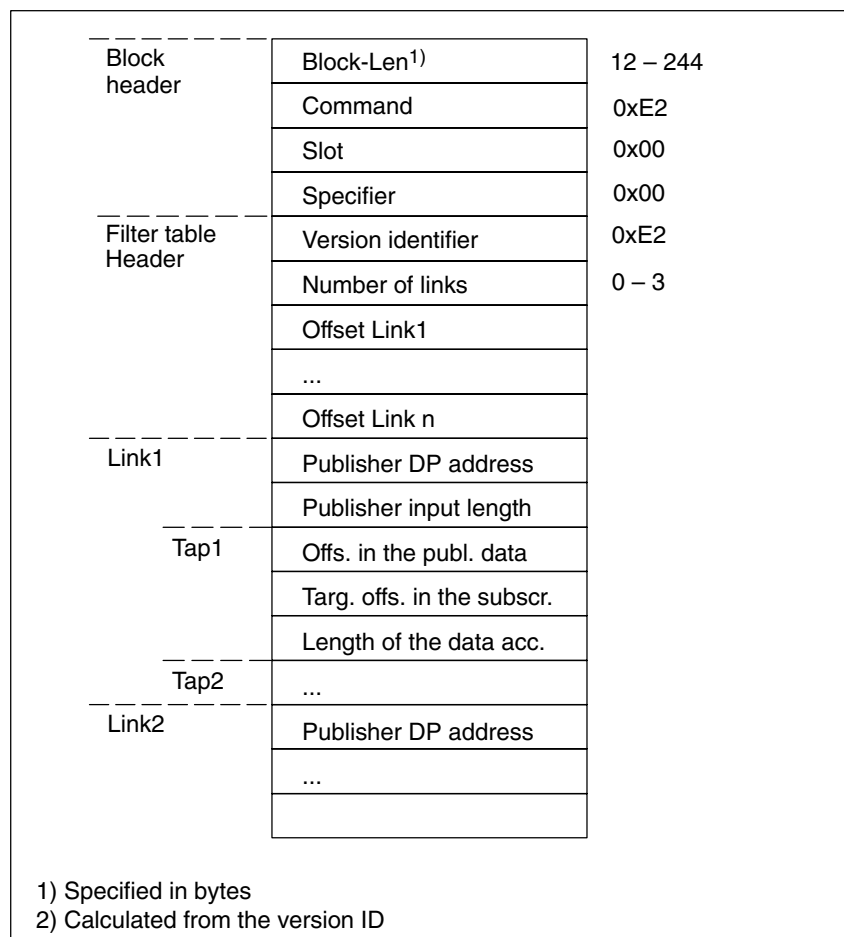 Block header
Block-Len1) 12 – 244
Command 0xE2
Slot 0x00
Specifier 0x00
Filter table Header
Version identifier 0xE2
Number of links 0 – 3
Offset Link1
...
Offset Link n
Link1
Publisher DP address
Publisher input length
Tap1
Offs. in the publ. data
Targ. offs. in the subscr.
Length of the data acc.
Tap2
...
Link2
Publisher DP address
...
1) Specified in bytes
2) Calculated from the version ID